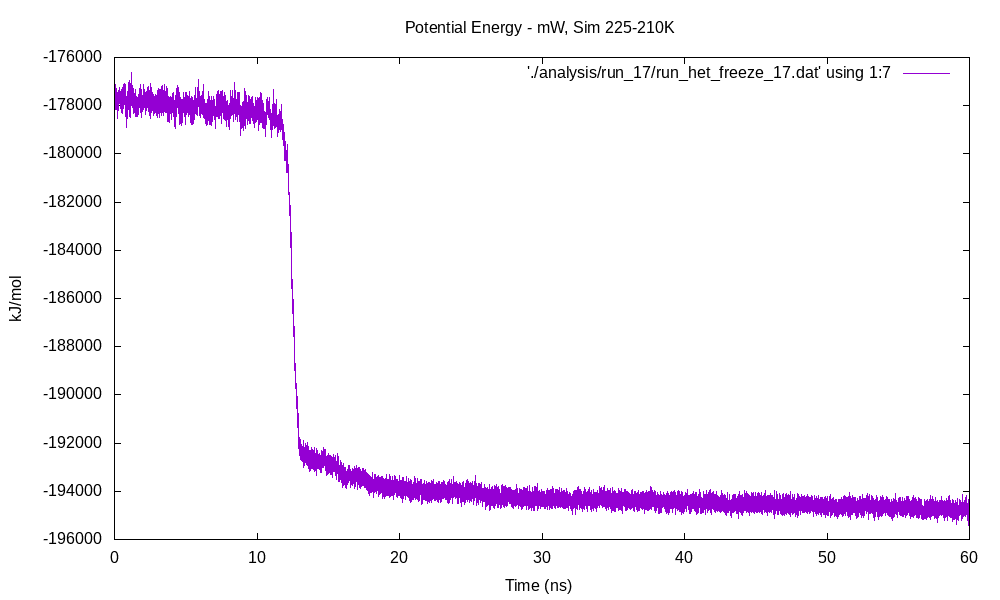 Potential Energy - mW, Sim 225-210K
'./analysis/run_17/run_het_freeze_17.dat' using 1:7
-176000
-178000
-180000
-182000
-184000
-186000
-188000
-190000
-192000
-194000
-196000
kJ/mol
0 10 20 30 40 50 60
Time (ns)